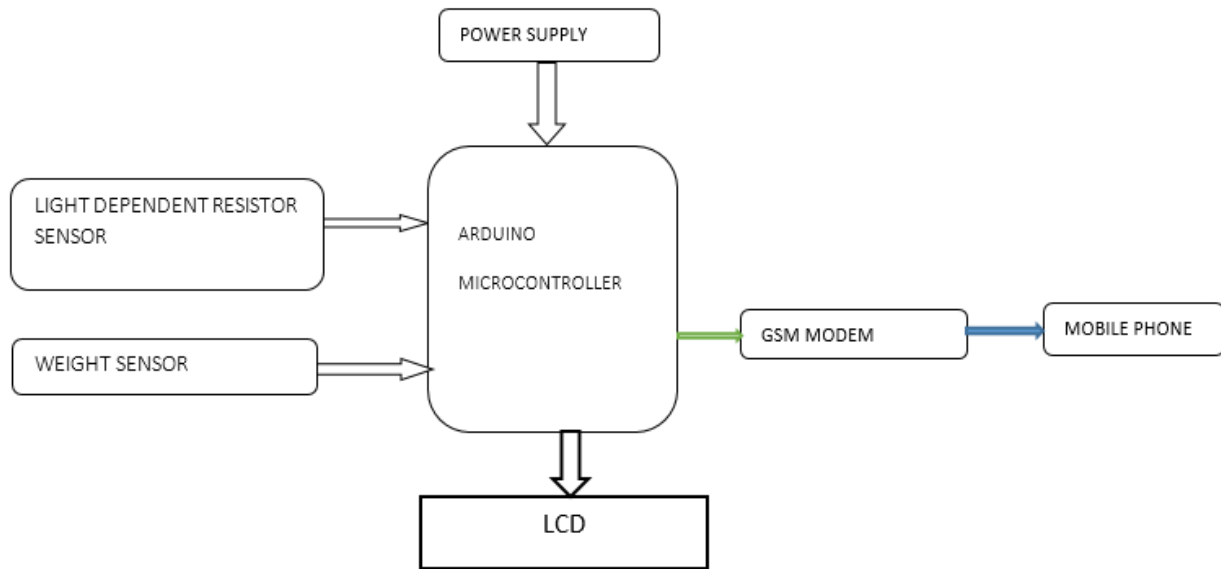 POWER SUPPLY
LIGHT DEPENDENT RESISTOR
SENSOR
ARDUINO
MICROCONTROLLER
WEIGHT SENSOR
GSM MODEM
MOBILE PHONE
LCD